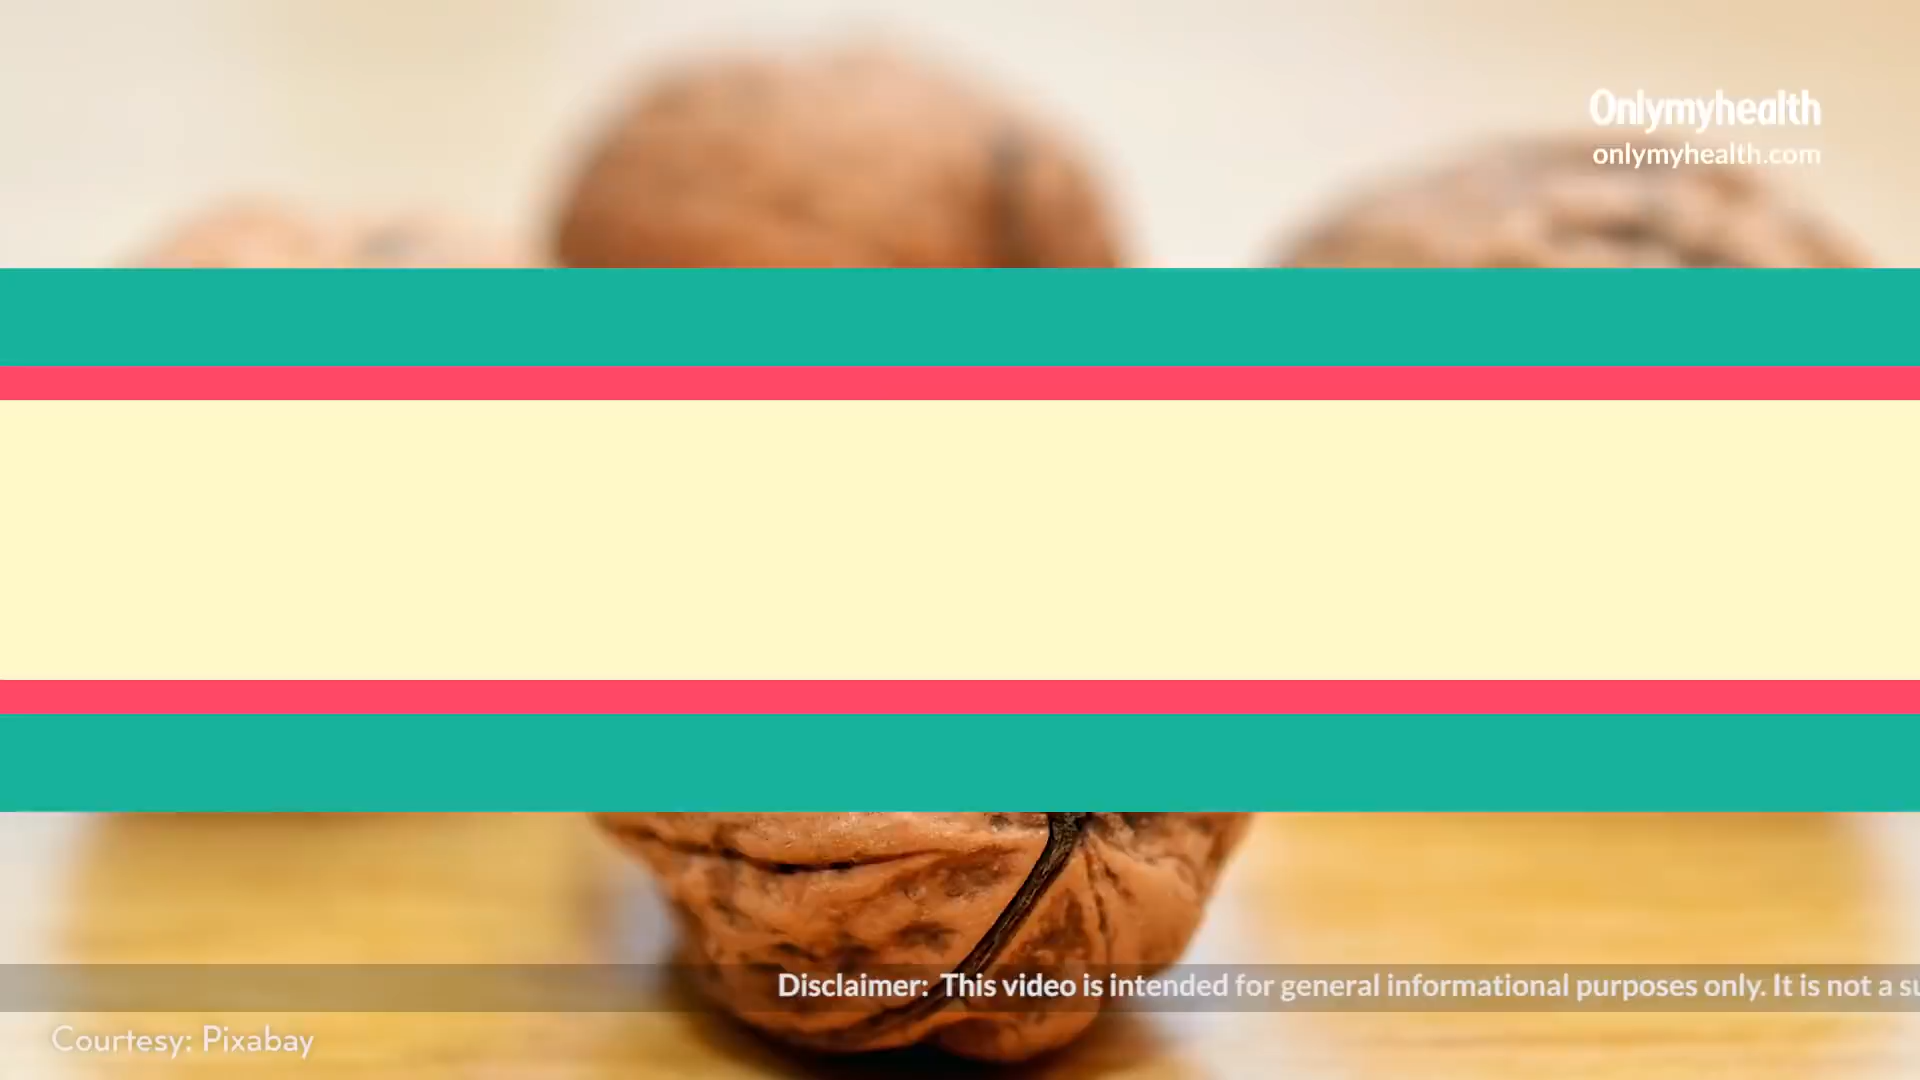 Onlymyhealth
onlymyhealth.com
Disclaimer: This video is intended for general informational purposes only. It is not a
Courtesy: Pixabay